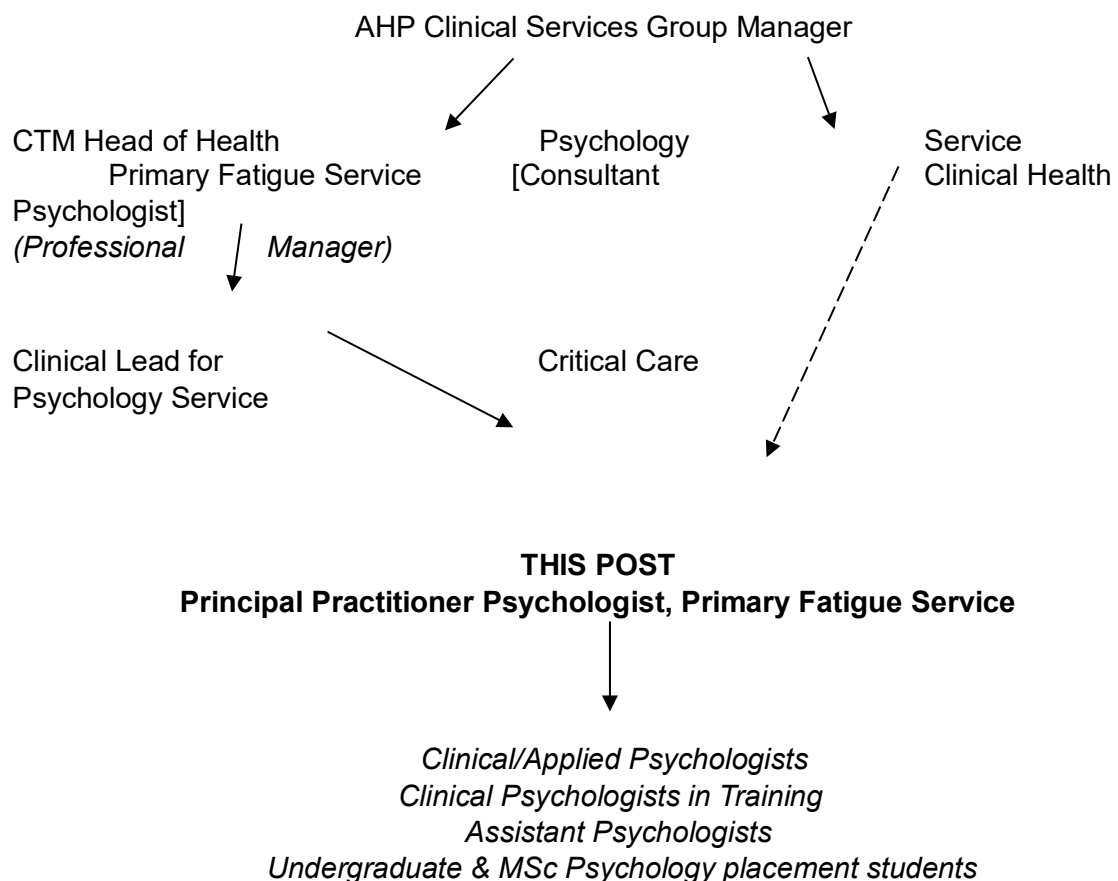 AHP Clinical Services Group Manager
CTM Head of Health Psychology Service
Primary Fatigue Service [Consultant Clinical Health
Psychologist]
(Professional Manager)
Clinical Lead for Critical Care
Psychology Service
THIS POST
Principal Practitioner Psychologist, Primary Fatigue Service
Clinical/Applied Psychologists
Clinical Psychologists in Training
Assistant Psychologists
Undergraduate & MSc Psychology placement students